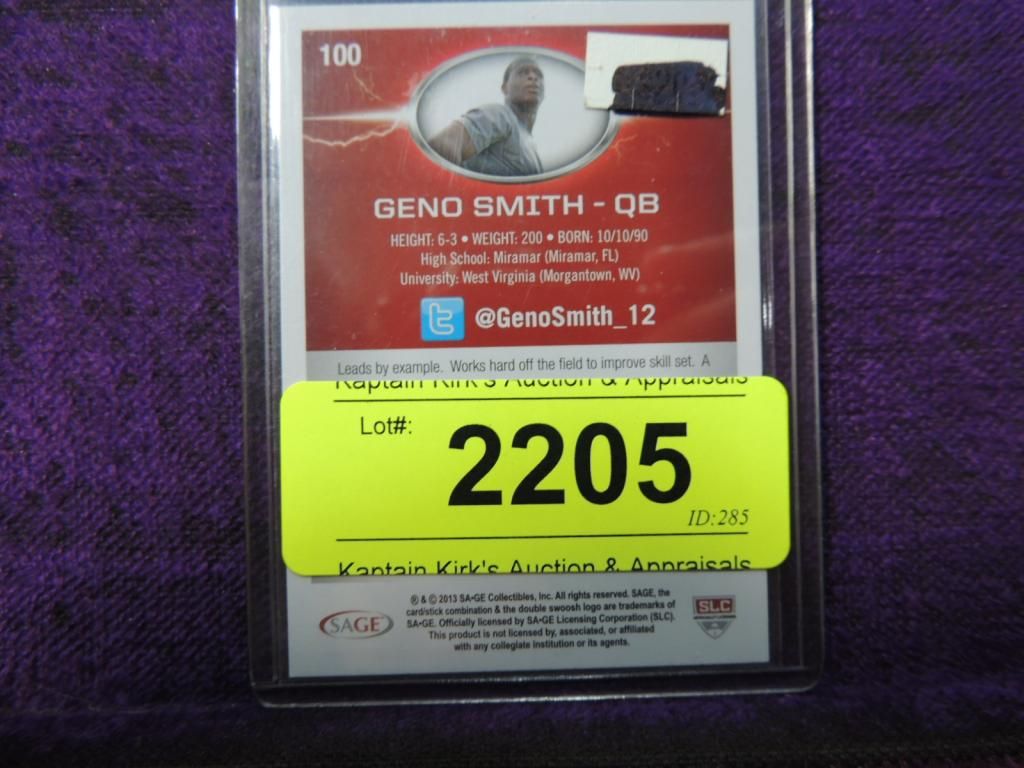 100
GENO SMITH - QB
HEIGHT: 6-3 • WEIGHT: 200 • BORN: 10/10/90
High School: Miramar (Miramar, FL)
University: West Virginia (Morgantown, WV)
@GenoSmith_12
Leads by example. Works hard off the field to improve skill set. A
Kaptain Kirk's Auction & Appraisals
Lot#: 2205
ID:285
Kaptain Kirk's Auction & Appraisals
SAGE
® & © 2013 SA•GE Collectibles, Inc. All rights reserved. SAGE, the
card/stick combination & the double swoosh logo are trademarks of
SA•GE. Officially licensed by SA•GE Licensing Corporation (SLC).
This product is not licensed by, associated, or affiliated
with any collegiate institution or its agents.
SLC